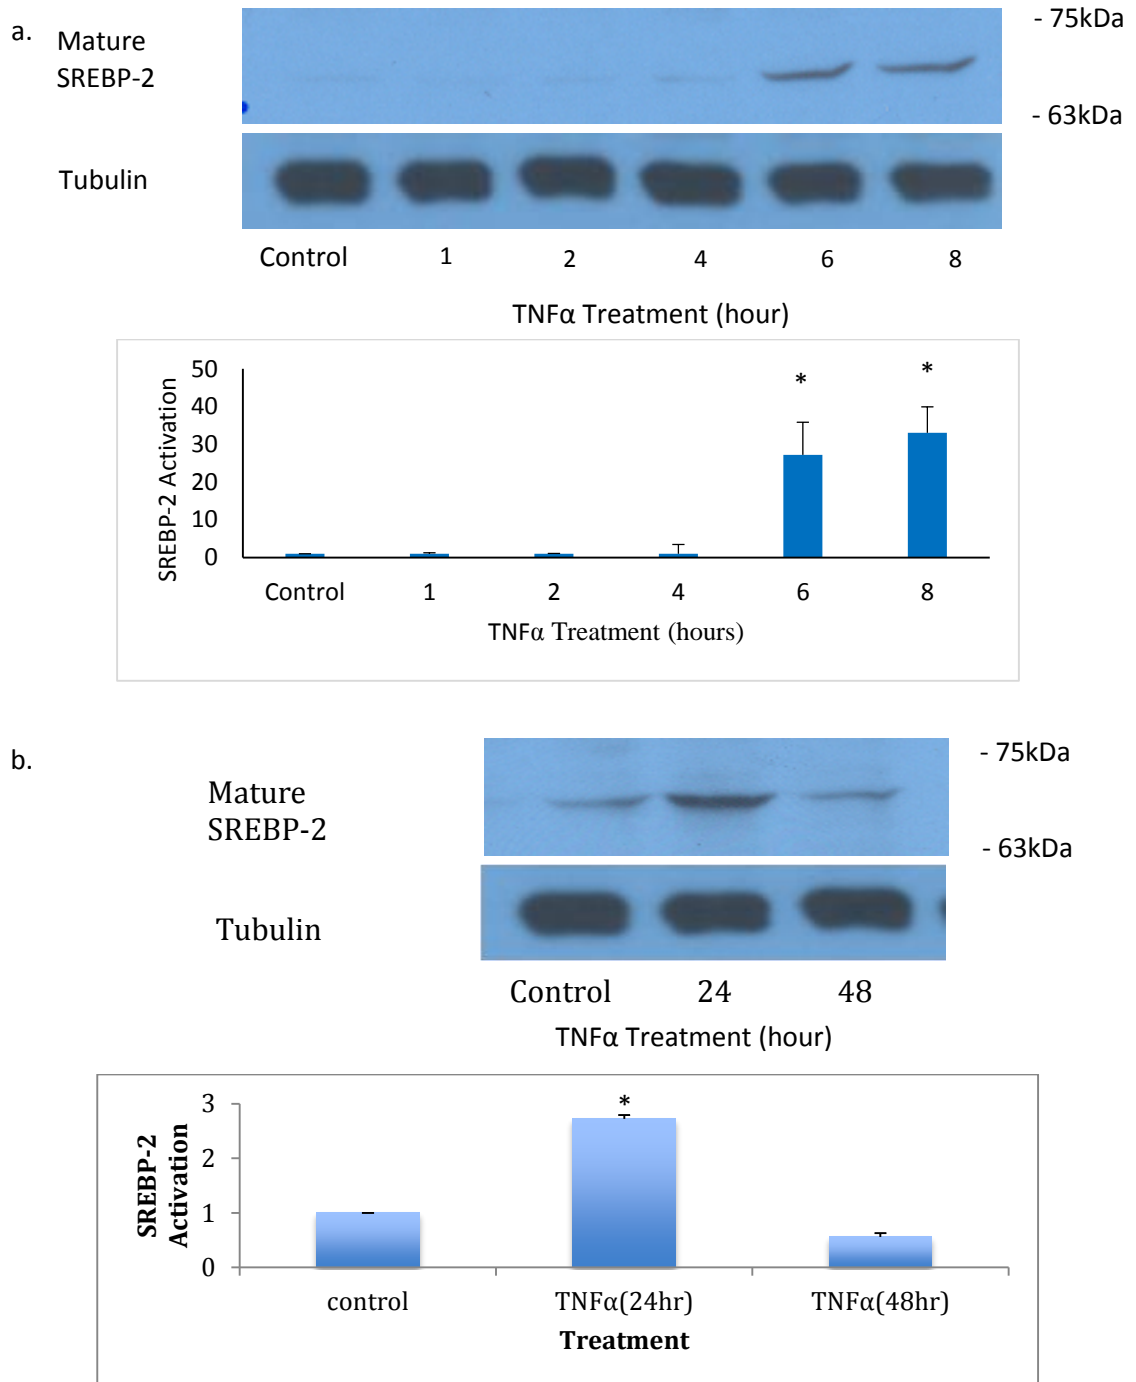 a.
Mature
SREBP-2
- 75kDa
- 63kDa
Tubulin
Control 1 2 4 6 8
TNFα Treatment (hour)
SREBP-2 Activation
50
40
30
20
10
0
* *
Control 1 2 4 6 8
TNFα Treatment (hours)
b.
Mature
SREBP-2
- 75kDa
- 63kDa
Tubulin
Control 24 48
TNFα Treatment (hour)
SREBP-2
Activation
3
2
1
0
*
control TNFα(24hr) TNFα(48hr)
Treatment